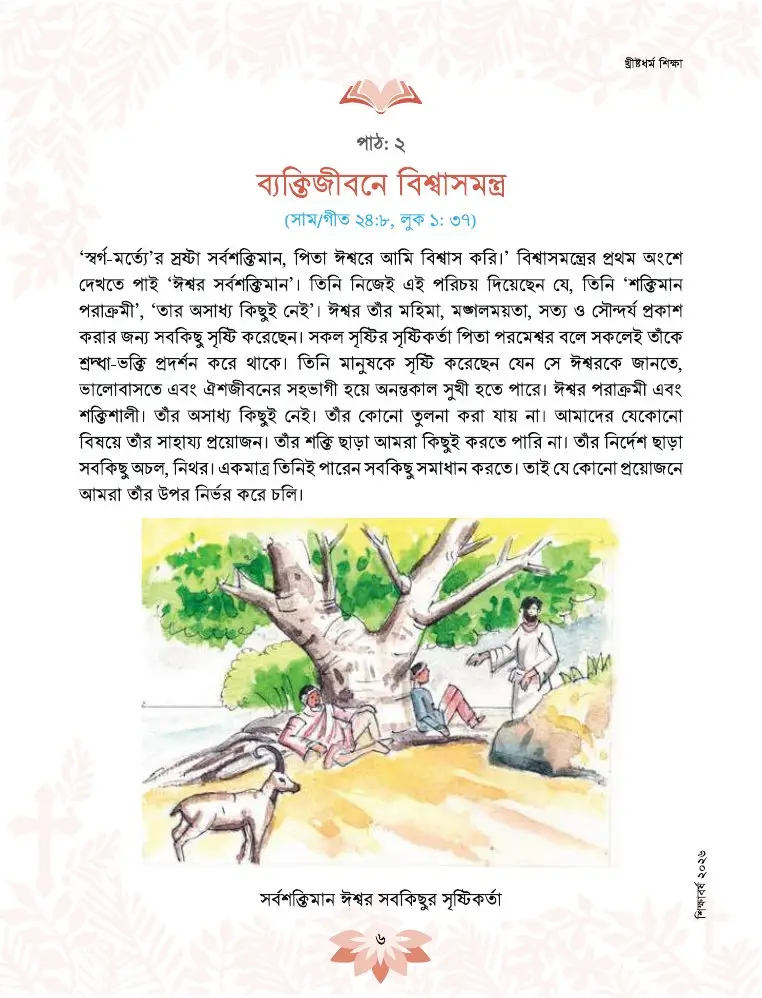 খ্রীষ্টধর্ম শিক্ষা
পাঠ: ২
ব্যক্তিজীবনে বিশ্বাসমন্ত্র
(সাম/গীত ২৪:৮, লুক ১: ৩৭)
‘স্বর্গ-মর্ত্যে’র স্রষ্টা সর্বশক্তিমান, পিতা ঈশ্বরে আমি বিশ্বাস করি।’ বিশ্বাসমন্ত্রের প্রথম অংশে
দেখতে পাই ‘ঈশ্বর সর্বশক্তিমান’। তিনি নিজেই এই পরিচয় দিয়েছেন যে, তিনি ‘শক্তিমান
পরাক্রমী’, ‘তার অসাধ্য কিছুই নেই’। ঈশ্বর তাঁর মহিমা, মঙ্গলময়তা, সত্য ও সৌন্দর্য প্রকাশ
করার জন্য সবকিছু সৃষ্টি করেছেন। সকল সৃষ্টির সৃষ্টিকর্তা পিতা পরমেশ্বর বলে সকলেই তাঁকে
শ্রদ্ধা-ভক্তি প্রদর্শন করে থাকে। তিনি মানুষকে সৃষ্টি করেছেন যেন সে ঈশ্বরকে জানতে,
ভালোবাসতে এবং ঐশজীবনের সহভাগী হয়ে অনন্তকাল সুখী হতে পারে। ঈশ্বর পরাক্রমী এবং
শক্তিশালী। তাঁর অসাধ্য কিছুই নেই। তাঁর কোনো তুলনা করা যায় না। আমাদের যেকোনো
বিষয়ে তাঁর সাহায্য প্রয়োজন। তাঁর শক্তি ছাড়া আমরা কিছুই করতে পারি না। তাঁর নির্দেশ ছাড়া
সবকিছু অচল, নিথর। একমাত্র তিনিই পারেন সবকিছু সমাধান করতে। তাই যে কোনো প্রয়োজনে
আমরা তাঁর উপর নির্ভর করে চলি।
সর্বশক্তিমান ঈশ্বর সবকিছুর সৃষ্টিকর্তা
শিক্ষাবর্ষ ২০২৬
৬